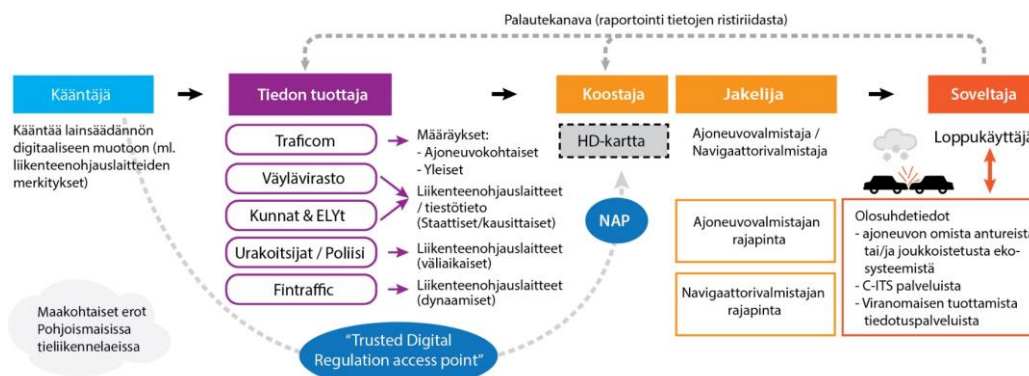 Palautekanava (raportointi tietojen ristiriidasta)
Kääntäjä
Kääntää lainsäädännön
digitaaliseen muotoon (ml.
liikenteenohjauslaitteiden
merkitykset)
Maakohtaiset erot
Pohjoismaisissa
tieliikennelaeissa
Tiedon tuottaja
Traficom
Väylävirasto
Kunnat & ELYt
Urakoitsijat / Poliisi
Fintraffic
Määräykset:
- Ajoneuvokohtaiset
- Yleiset
Liikenteenohjauslaitteet
/ tiestötieto
(Staattiset/kausittaiset)
Liikenteenohjauslaitteet
(väliaikaiset)
Liikenteenohjauslaitteet
(dynaamiset)
"Trusted Digital
Regulation access point"
Koostaja
HD-kartta
NAP
Jakelija
Ajoneuvovalmistaja /
Navigaattorivalmistaja
Ajoneuvovalmistajan
rajapinta
Navigaattorivalmistajan
rajapinta
Soveltaja
Loppukäyttäjä
Olosuhdetiedot
- ajoneuvon omista antureista
tai/ja joukkoistetusta eko-
systeemistä
- C-ITS palveluista
- Viranomaisen tuottamista
tiedotuspalveluista